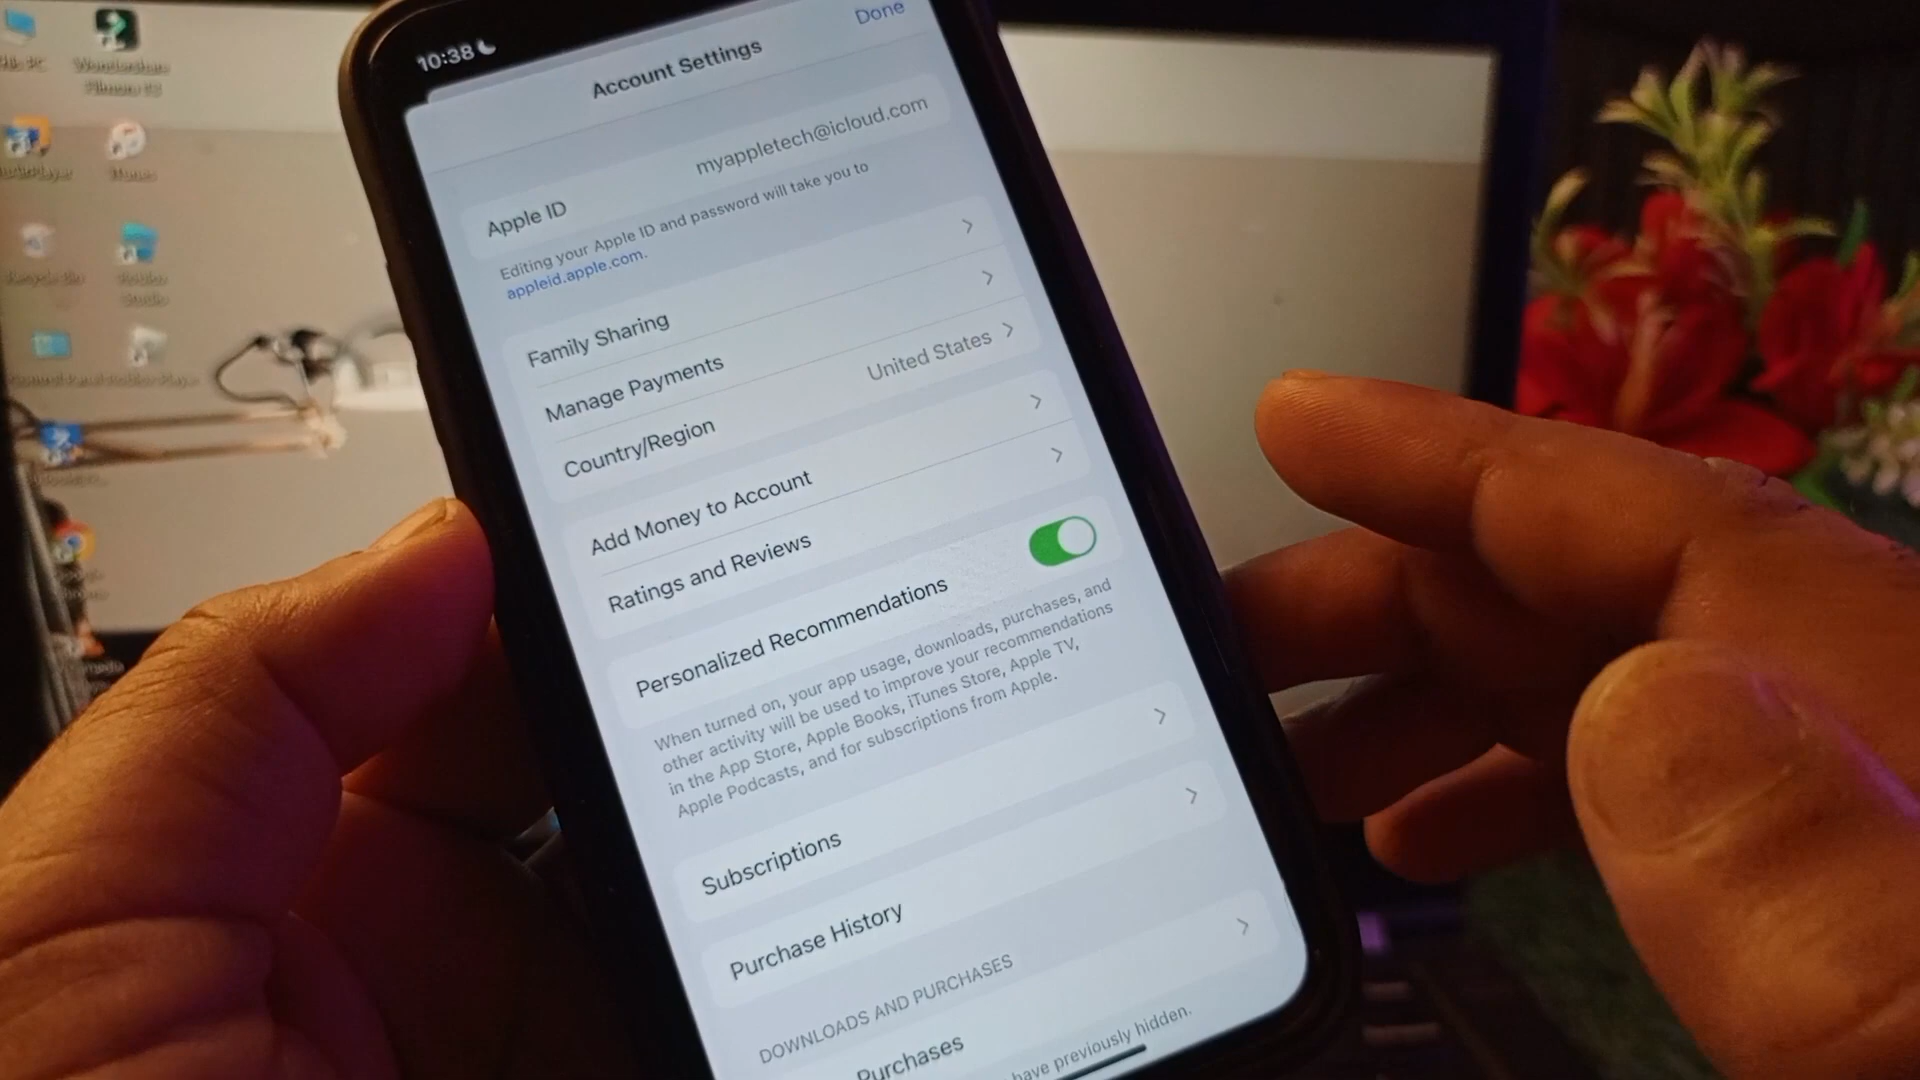 10:38
Done
Account Settings
Apple ID myappletech@icloud.com
Editing your Apple ID and password will take you to
appleid.apple.com.
Family Sharing
Manage Payments
Country/Region United States
Add Money to Account
Ratings and Reviews
Personalized Recommendations
When turned on, your app usage, downloads, purchases, and
other activity will be used to improve your recommendations
in the App Store, Apple Books, iTunes Store, Apple TV,
Apple Podcasts, and for subscriptions from Apple.
Subscriptions
Purchase History
DOWNLOADS AND PURCHASES
Purchases
have previously hidden.